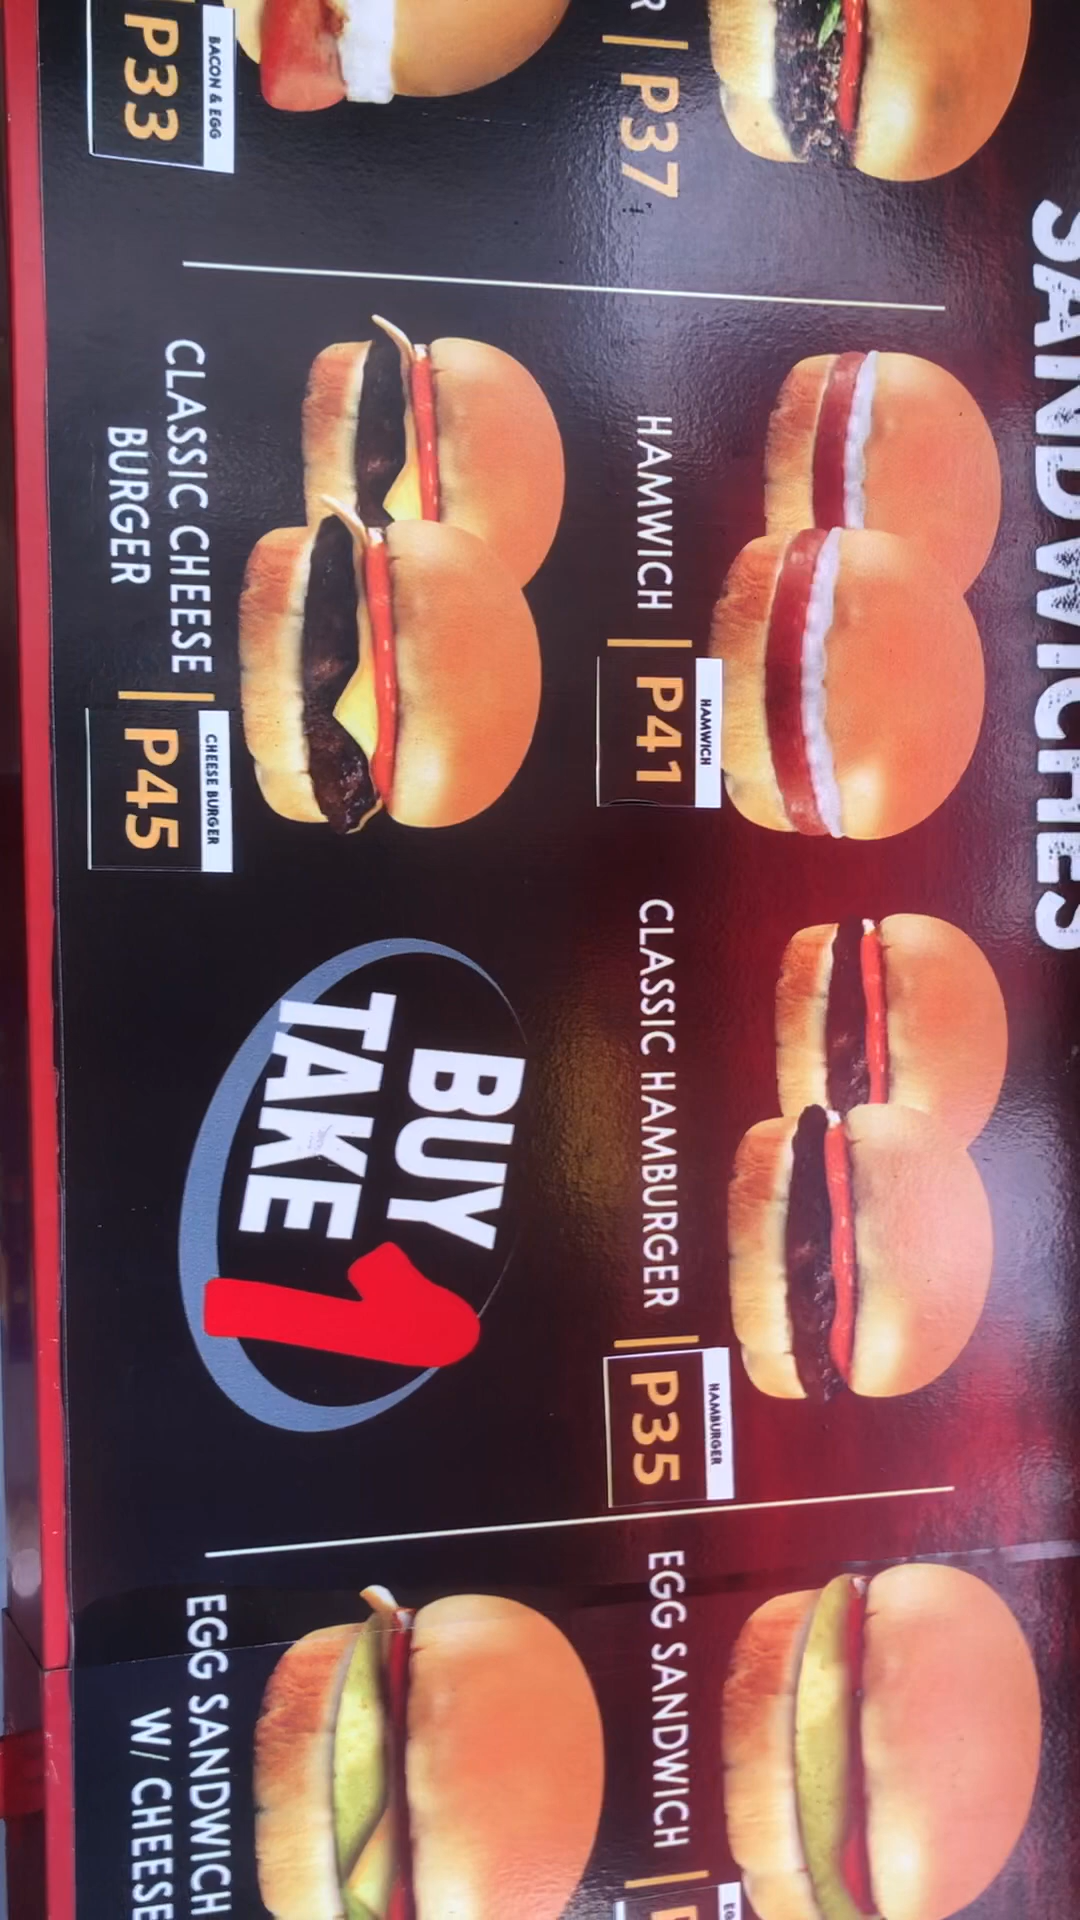 SANDWICHES
R | P37
BACON & EGG
P33
HAMWICH |
HAMWICH
P41
CLASSIC HAMBURGER |
HAMBURGER
P35
CLASSIC CHEESE
BURGER |
CHEESE BURGER
P45
BUY
TAKE 1
EGG SANDWICH |
EGG SANDWICH
W/ CHEESE